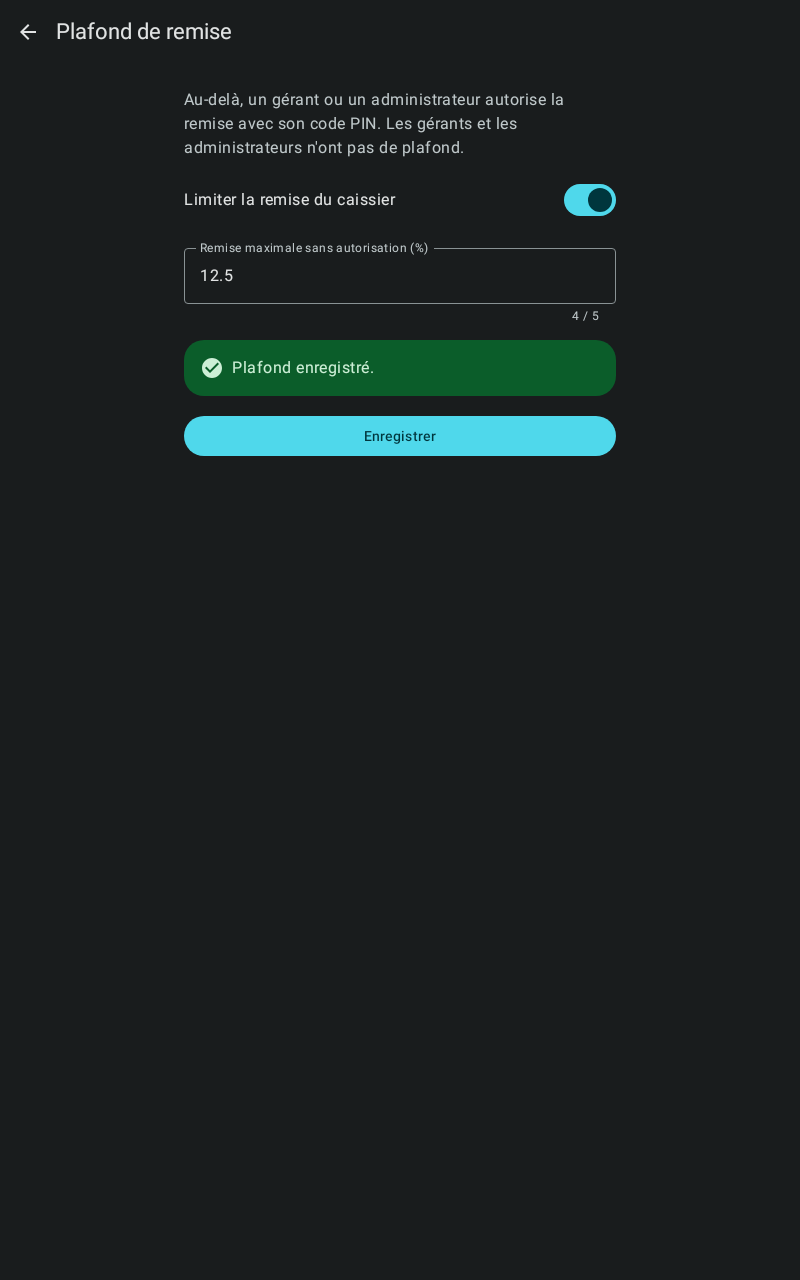 Plafond de remise
Au-delà, un gérant ou un administrateur autorise la
remise avec son code PIN. Les gérants et les
administrateurs n'ont pas de plafond.
Limiter la remise du caissier
Remise maximale sans autorisation (%)
12.5
4 / 5
Plafond enregistré.
Enregistrer